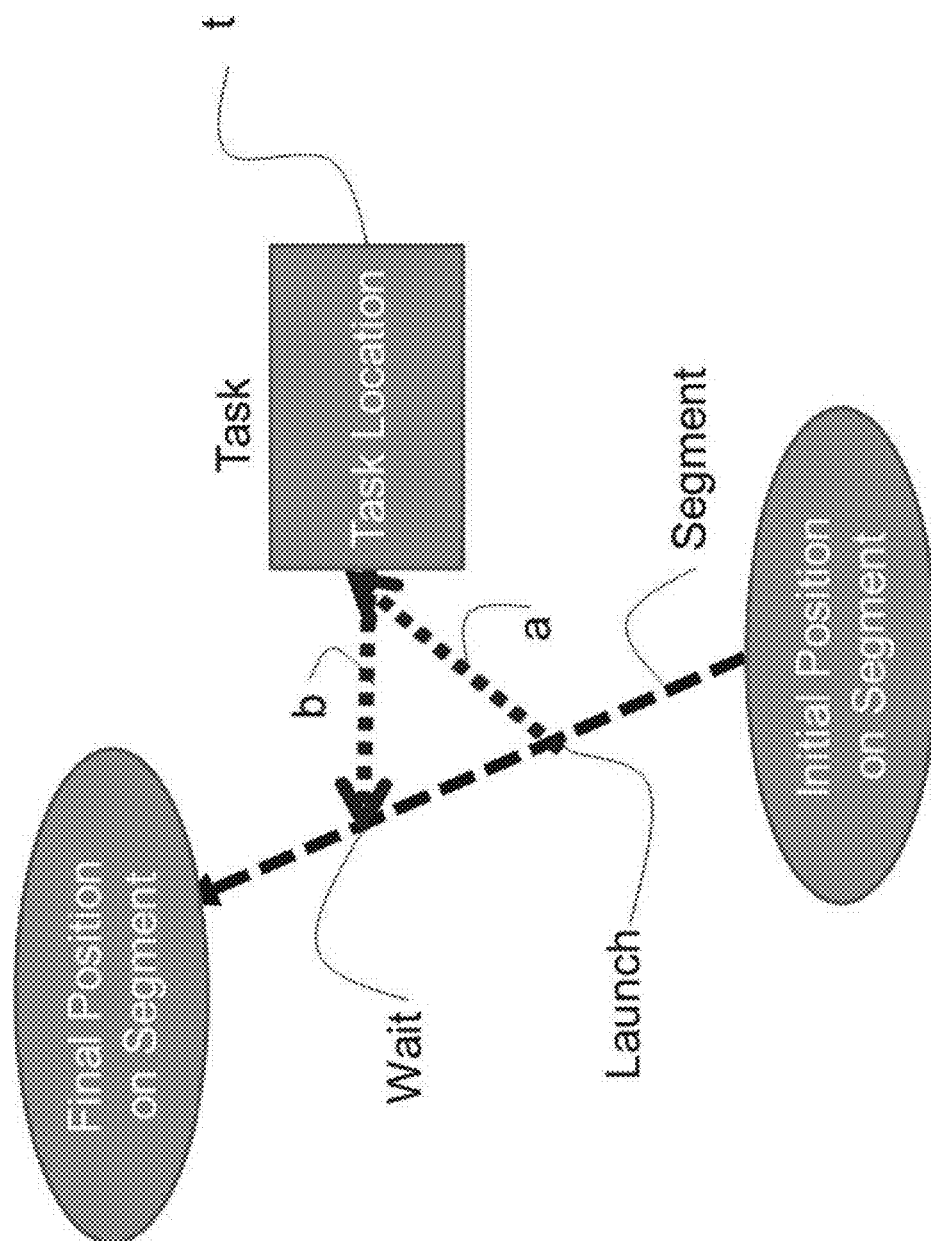 t
Task
Task Location
b
a
Segment
Final Position
on Segment
Wait
Launch
Initial Position
on Segment